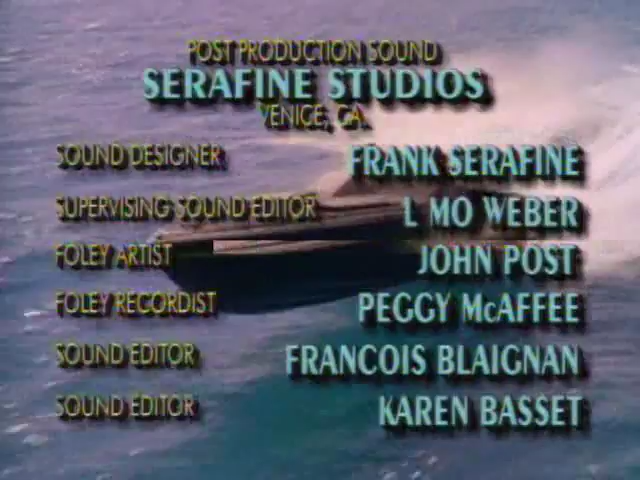 POST PRODUCTION SOUND
SERAFINE STUDIOS
VENICE, CA.
SOUND DESIGNER FRANK SERAFINE
SUPERVISING SOUND EDITOR L MO WEBER
FOLEY ARTIST JOHN POST
FOLEY RECORDIST PEGGY McAFFEE
SOUND EDITOR FRANCOIS BLAIGNAN
SOUND EDITOR KAREN BASSET